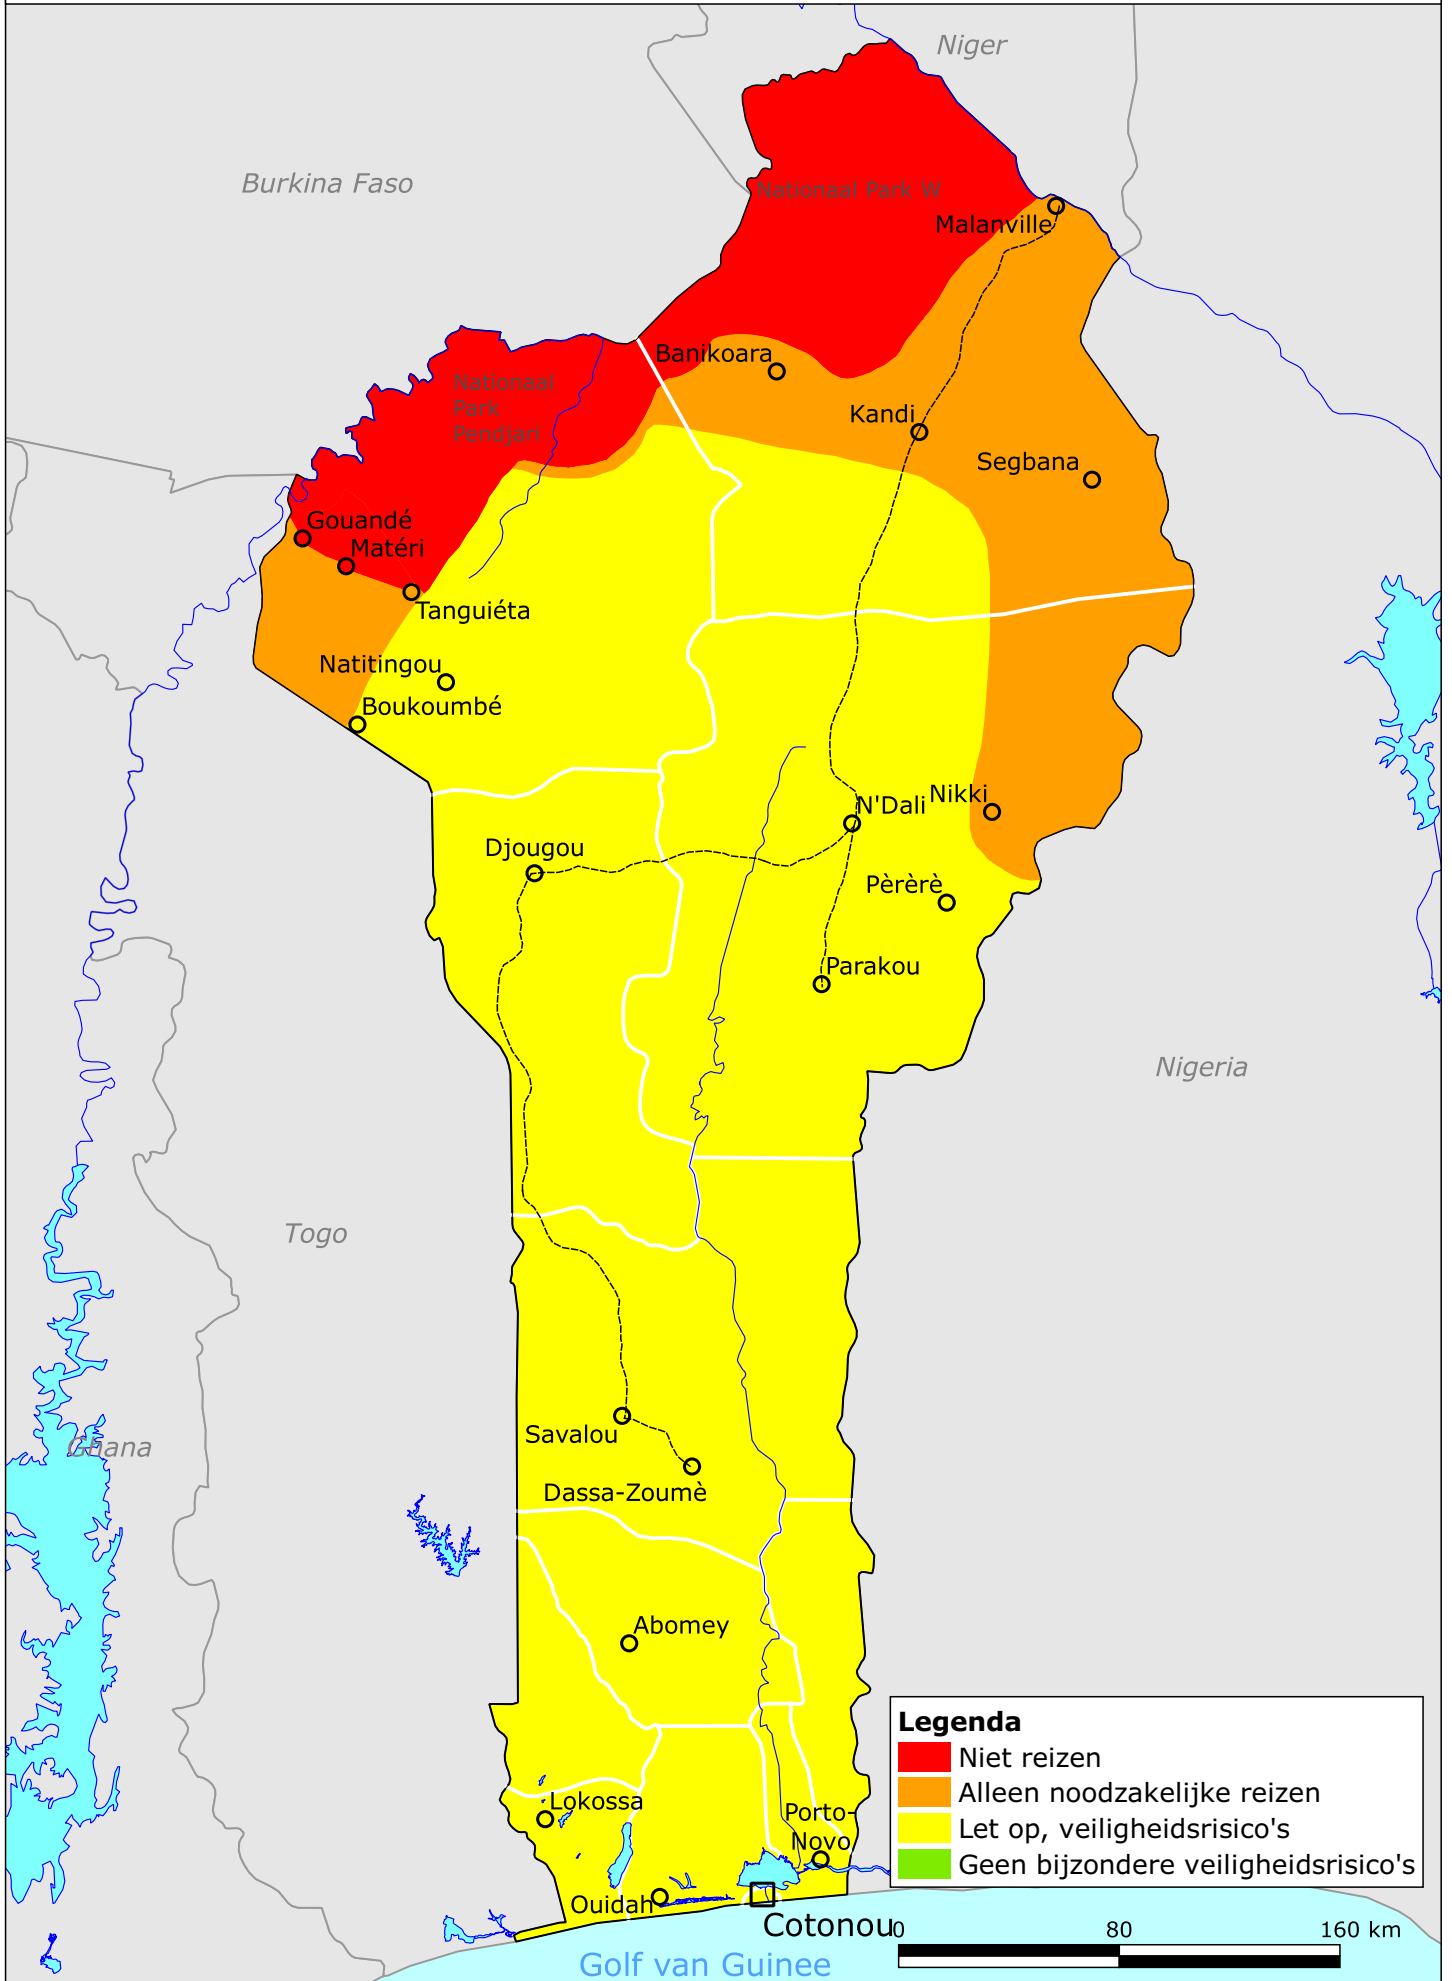 Niger
Burkina Faso
Nationaal Park W
Malanville
Banikoara
Nationaal
Park
Pendjari
Kandi
Segbana
Gouandé
Matéri
Tanguiéta
Natitingou
Boukoumbé
N'Dali
Nikki
Djougou
Pèrèrè
Parakou
Nigeria
Togo
Savalou
Ghana
Dassa-Zoumè
Abomey
Legenda
Niet reizen
Alleen noodzakelijke reizen
Let op, veiligheidsrisico's
Geen bijzondere veiligheidsrisico's
Lokossa
Porto-
Novo
Ouidah
Cotonou
0 80 160 km
Golf van Guinee